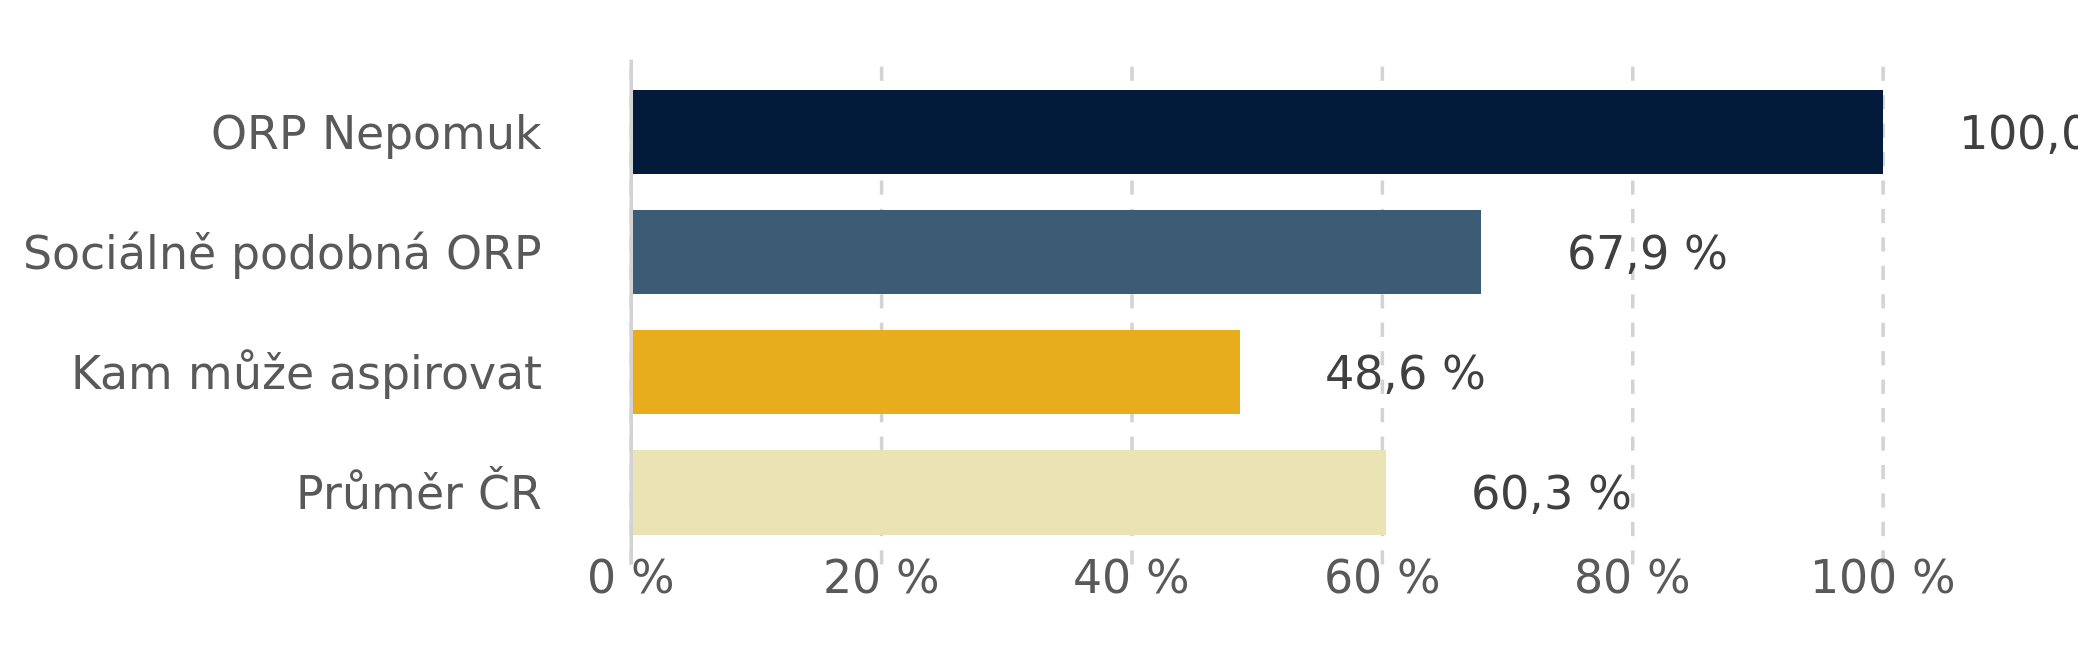 ORP Nepomuk 100,0
Sociálně podobná ORP 67,9 %
Kam může aspirovat 48,6 %
Průměr ČR 60,3 %
0 % 20 % 40 % 60 % 80 % 100 %